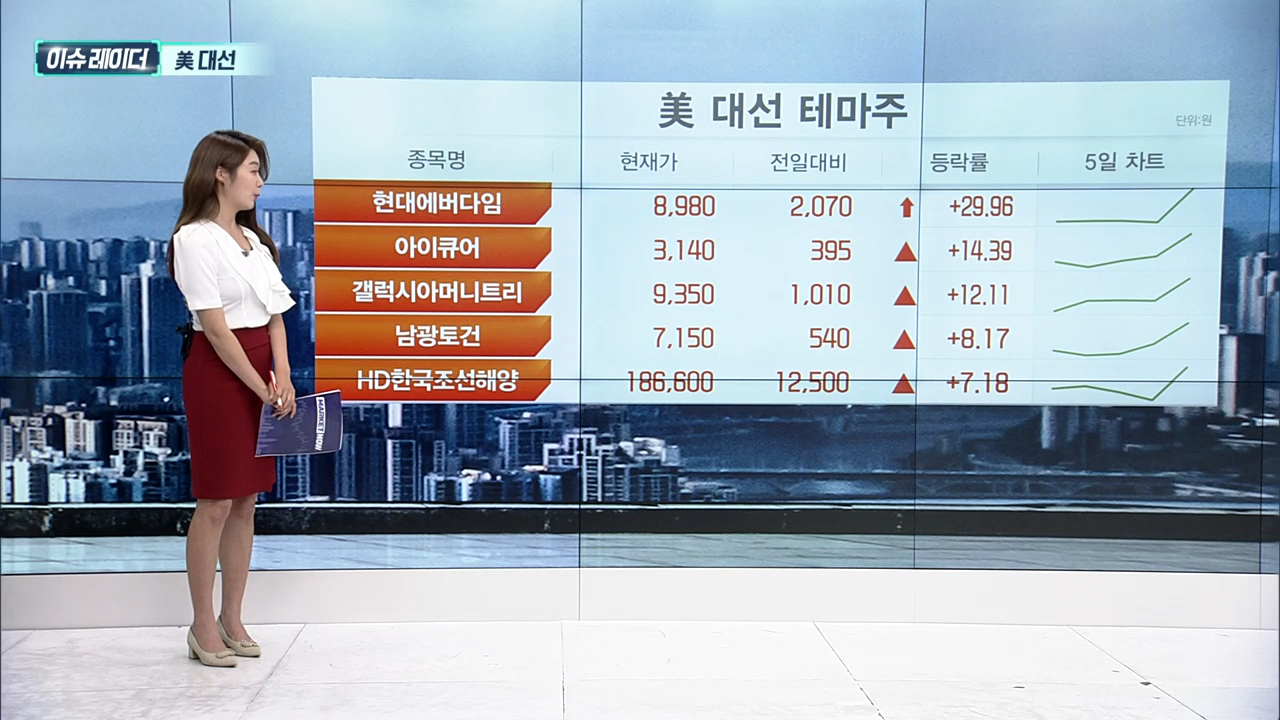 이슈 레이더 美 대선
美 대선 테마주
단위:원
종목명 현재가 전일대비 등락률 5일 차트
현대에버다임 8,980 2,070 +29.96
아이큐어 3,140 395 ▲ +14.39
갤럭시아머니트리 9,350 1,010 ▲ +12.11
남광토건 7,150 540 ▲ +8.17
HD한국조선해양 186,600 12,500 ▲ +7.18
MARKET NOW